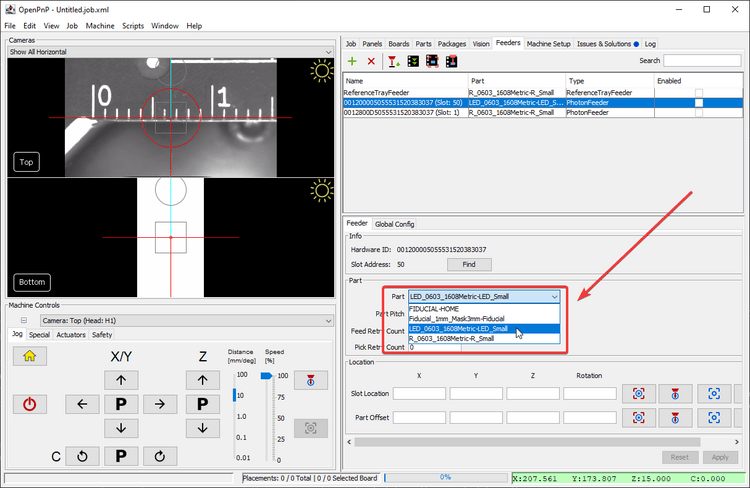 OpenPnP - Untitled.job.xml
File Edit View Job Machine Scripts Window Help
Cameras
Show All Horizontal
0 1
Top
Bottom
Machine Controls
Camera: Top (Head: H1)
Jog Special Actuators Safety
X/Y Z Distance [mm/deg] Speed [%]
100 100
10 75
P P
1.0 50
0.1 25
0.01 0
C P
Job Panels Boards Parts Packages Vision Feeders Machine Setup Issues & Solutions Log
Search
Name Part Type Enabled
ReferenceTrayFeeder R_0603_1608Metric-R_Small ReferenceTrayFeeder
0012000050555315203830​37 (Slot: 50) LED_0603_1608Metric-LED_S... PhotonFeeder
0012800D5055531520383037 (Slot: 1) R_0603_1608Metric-R_Small PhotonFeeder
Feeder Global Config
Info
Hardware ID: 001200005055531520383037
Slot Address: 50 Find
Part
Part LED_0603_1608Metric-LED_Small
FIDUCIAL-HOME
Part Pitch Fiducial_1mm_Mask3mm-Fiducial
Feed Retry Count LED_0603_1608Metric-LED_Small
R_0603_1608Metric-R_Small
Pick Retry Count 0
Location
X Y Z Rotation
Slot Location
Part Offset
Reset Apply
Placements: 0 / 0 Total | 0 / 0 Selected Board 0% X:207.561 Y:173.807 Z:15.000 C:0.000